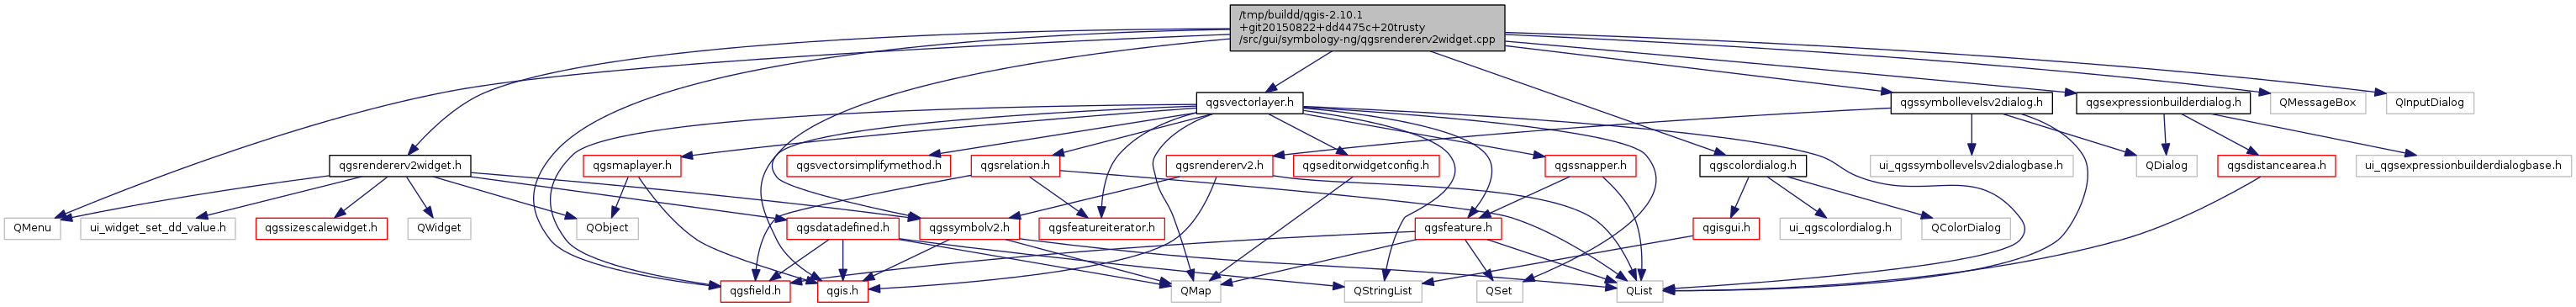 /tmp/buildd/qgis-2.10.1
+git20150822+dd4475c+20trusty
/src/gui/symbology-ng/qgsrendererv2widget.cpp
qgsvectorlayer.h
qgssymbollevelsv2dialog.h
qgsexpressionbuilderdialog.h
QMessageBox
QInputDialog
qgsrendererv2widget.h
qgsmaplayer.h
qgsvectorsimplifymethod.h
qgsrelation.h
qgsrendererv2.h
qgseditorwidgetconfig.h
qgssnapper.h
qgscolordialog.h
ui_qgssymbollevelsv2dialogbase.h
QDialog
qgsdistancearea.h
ui_qgsexpressionbuilderdialogbase.h
QMenu
ui_widget_set_dd_value.h
qgssizescalewidget.h
QWidget
QObject
qgsdatadefined.h
qgssymbolv2.h
qgsfeatureiterator.h
qgsfeature.h
qgisgui.h
ui_qgscolordialog.h
QColorDialog
qgsfield.h
qgis.h
QMap
QStringList
QSet
QList